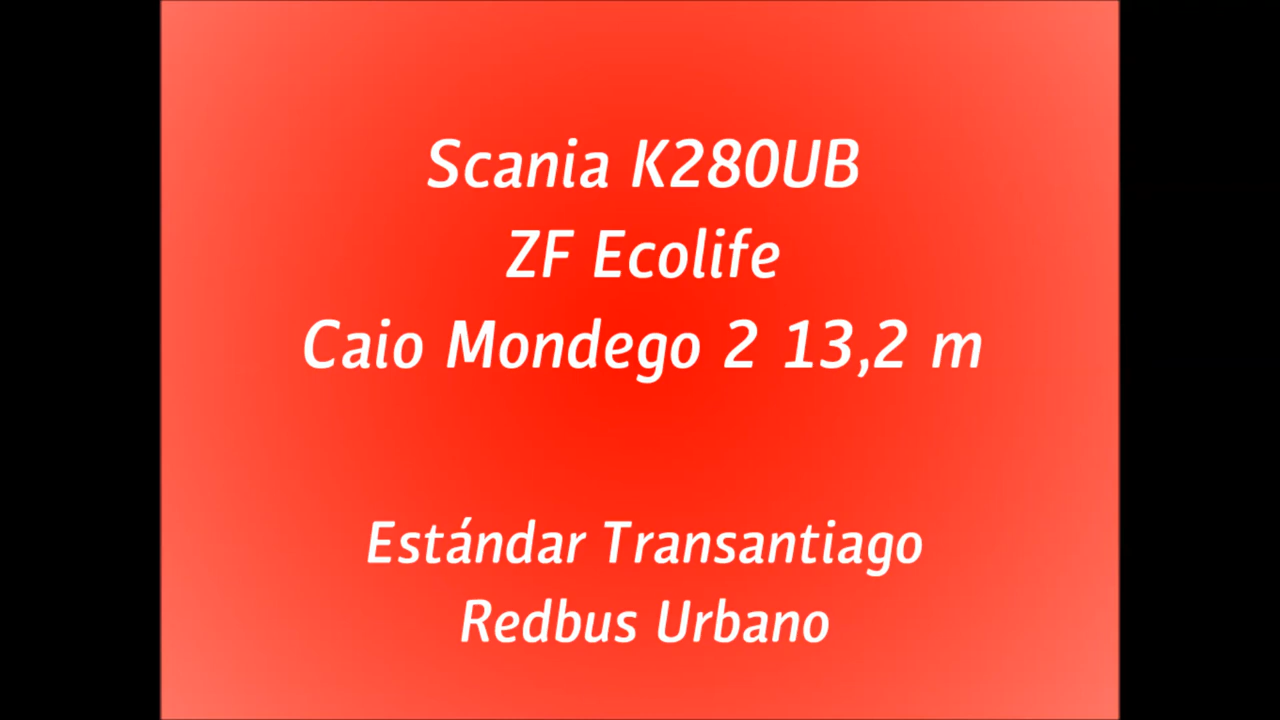 Scania K280UB
ZF Ecolife
Caio Mondego 2 13,2 m
Estándar Transantiago
Redbus Urbano